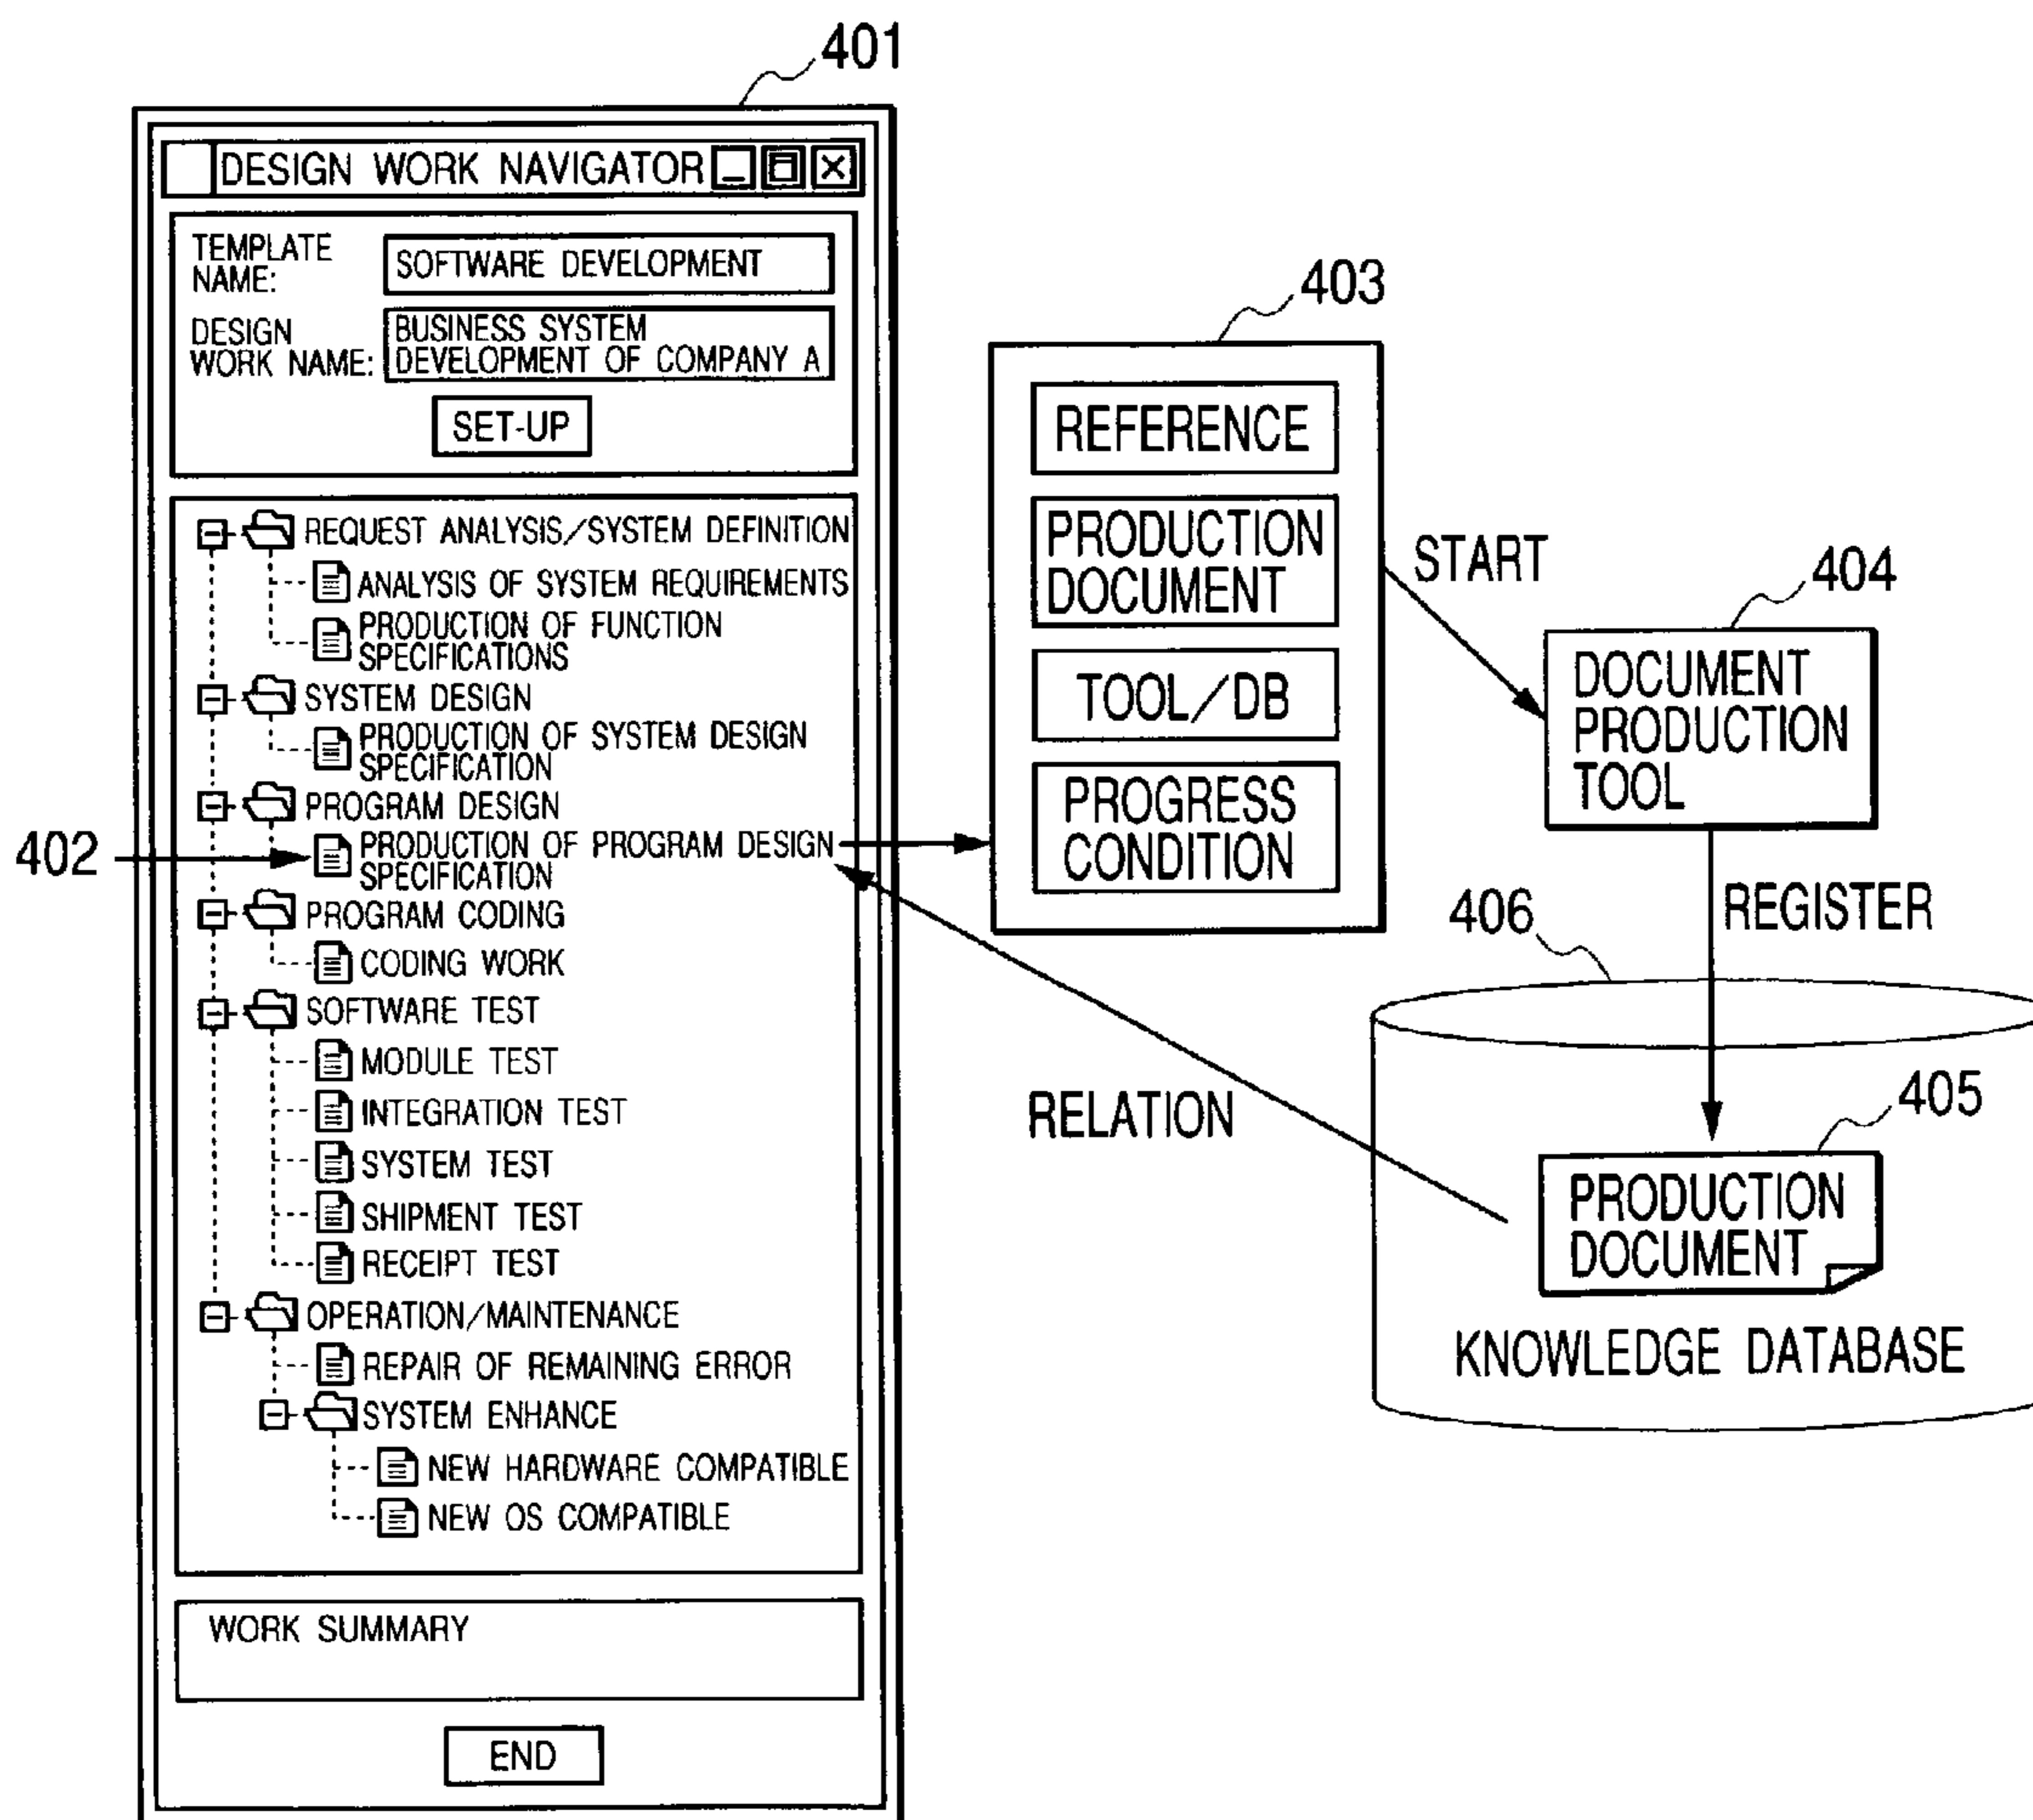 401
DESIGN WORK NAVIGATOR
TEMPLATE
NAME:
SOFTWARE DEVELOPMENT
DESIGN
WORK NAME:
BUSINESS SYSTEM
DEVELOPMENT OF COMPANY A
SET-UP
REQUEST ANALYSIS/SYSTEM DEFINITION
ANALYSIS OF SYSTEM REQUIREMENTS
PRODUCTION OF FUNCTION
SPECIFICATIONS
SYSTEM DESIGN
PRODUCTION OF SYSTEM DESIGN
SPECIFICATION
PROGRAM DESIGN
402
PRODUCTION OF PROGRAM DESIGN
SPECIFICATION
PROGRAM CODING
CODING WORK
SOFTWARE TEST
MODULE TEST
INTEGRATION TEST
SYSTEM TEST
SHIPMENT TEST
RECEIPT TEST
OPERATION/MAINTENANCE
REPAIR OF REMAINING ERROR
SYSTEM ENHANCE
NEW HARDWARE COMPATIBLE
NEW OS COMPATIBLE
WORK SUMMARY
END
403
REFERENCE
PRODUCTION
DOCUMENT
TOOL/DB
PROGRESS
CONDITION
START
404
DOCUMENT
PRODUCTION
TOOL
REGISTER
406
RELATION
405
PRODUCTION
DOCUMENT
KNOWLEDGE DATABASE